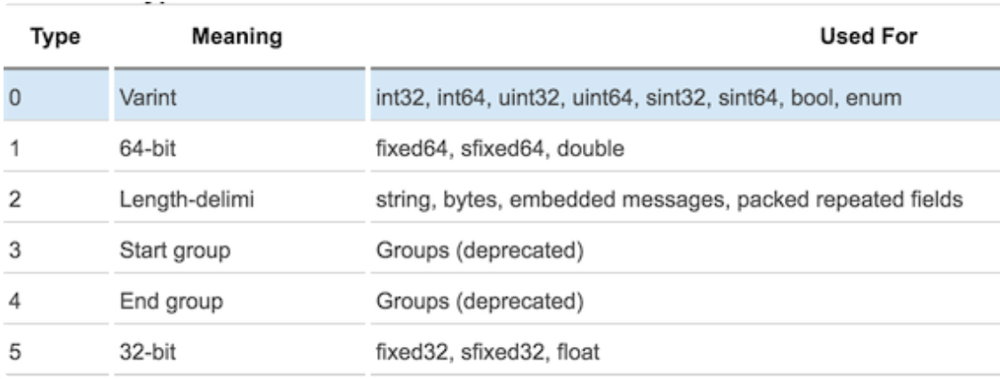 Type Meaning Used For
0 Varint int32, int64, uint32, uint64, sint32, sint64, bool, enum
1 64-bit fixed64, sfixed64, double
2 Length-delimi string, bytes, embedded messages, packed repeated fields
3 Start group Groups (deprecated)
4 End group Groups (deprecated)
5 32-bit fixed32, sfixed32, float